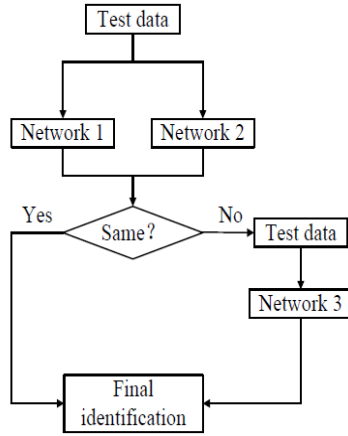 Test data
Network 1
Network 2
Yes
Same?
No
Test data
Network 3
Final
identification